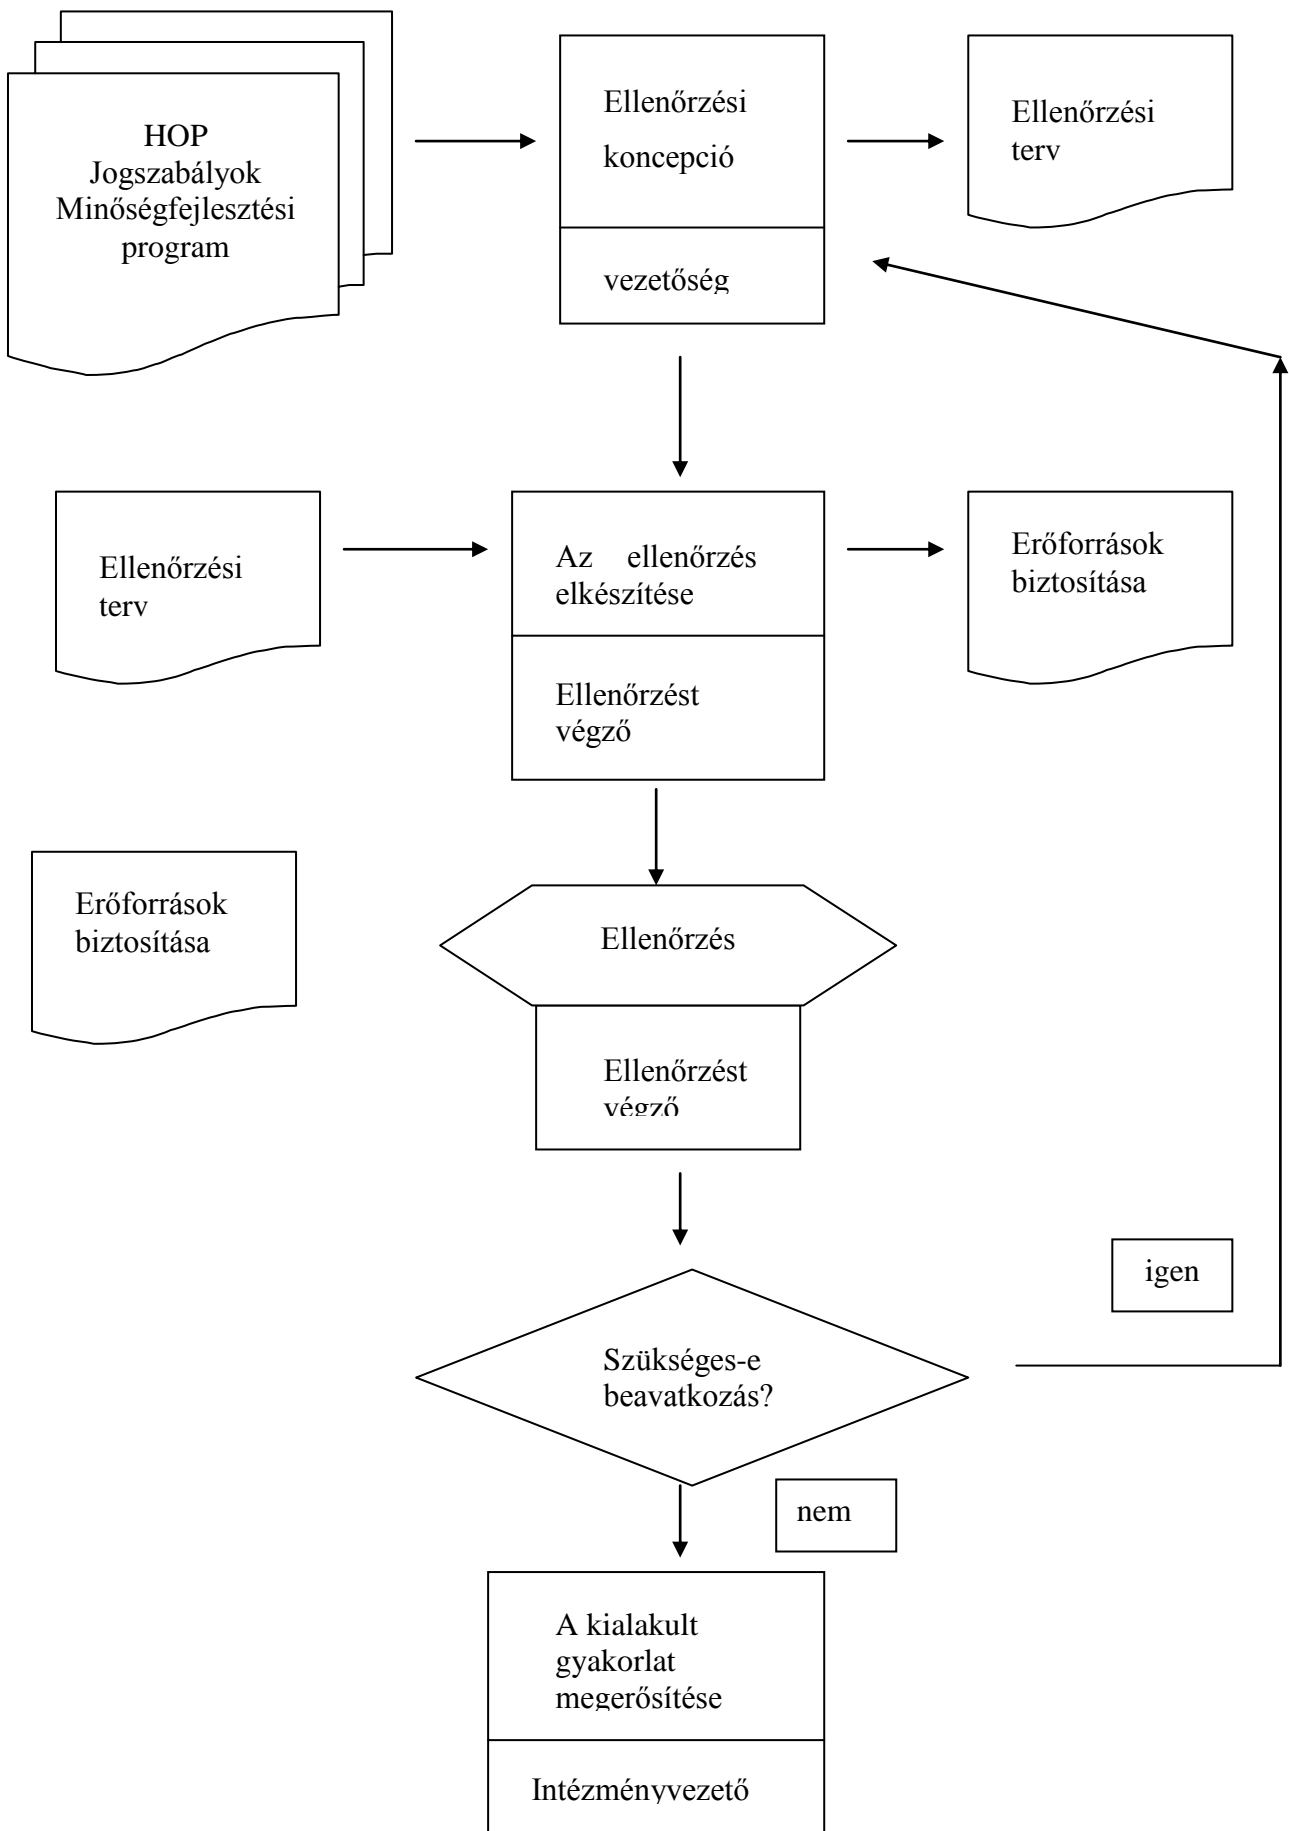 HOP
Jogszabályok
Minőségfejlesztési
program
Ellenőrzési
koncepció
vezetőség
Ellenőrzési
terv
Ellenőrzési
terv
Az ellenőrzés
elkészítése
Ellenőrzést
végző
Erőforrások
biztosítása
Erőforrások
biztosítása
Ellenőrzés
Ellenőrzést
végző
igen
Szükséges-e
beavatkozás?
nem
A kialakult
gyakorlat
megerősítése
Intézményvezető